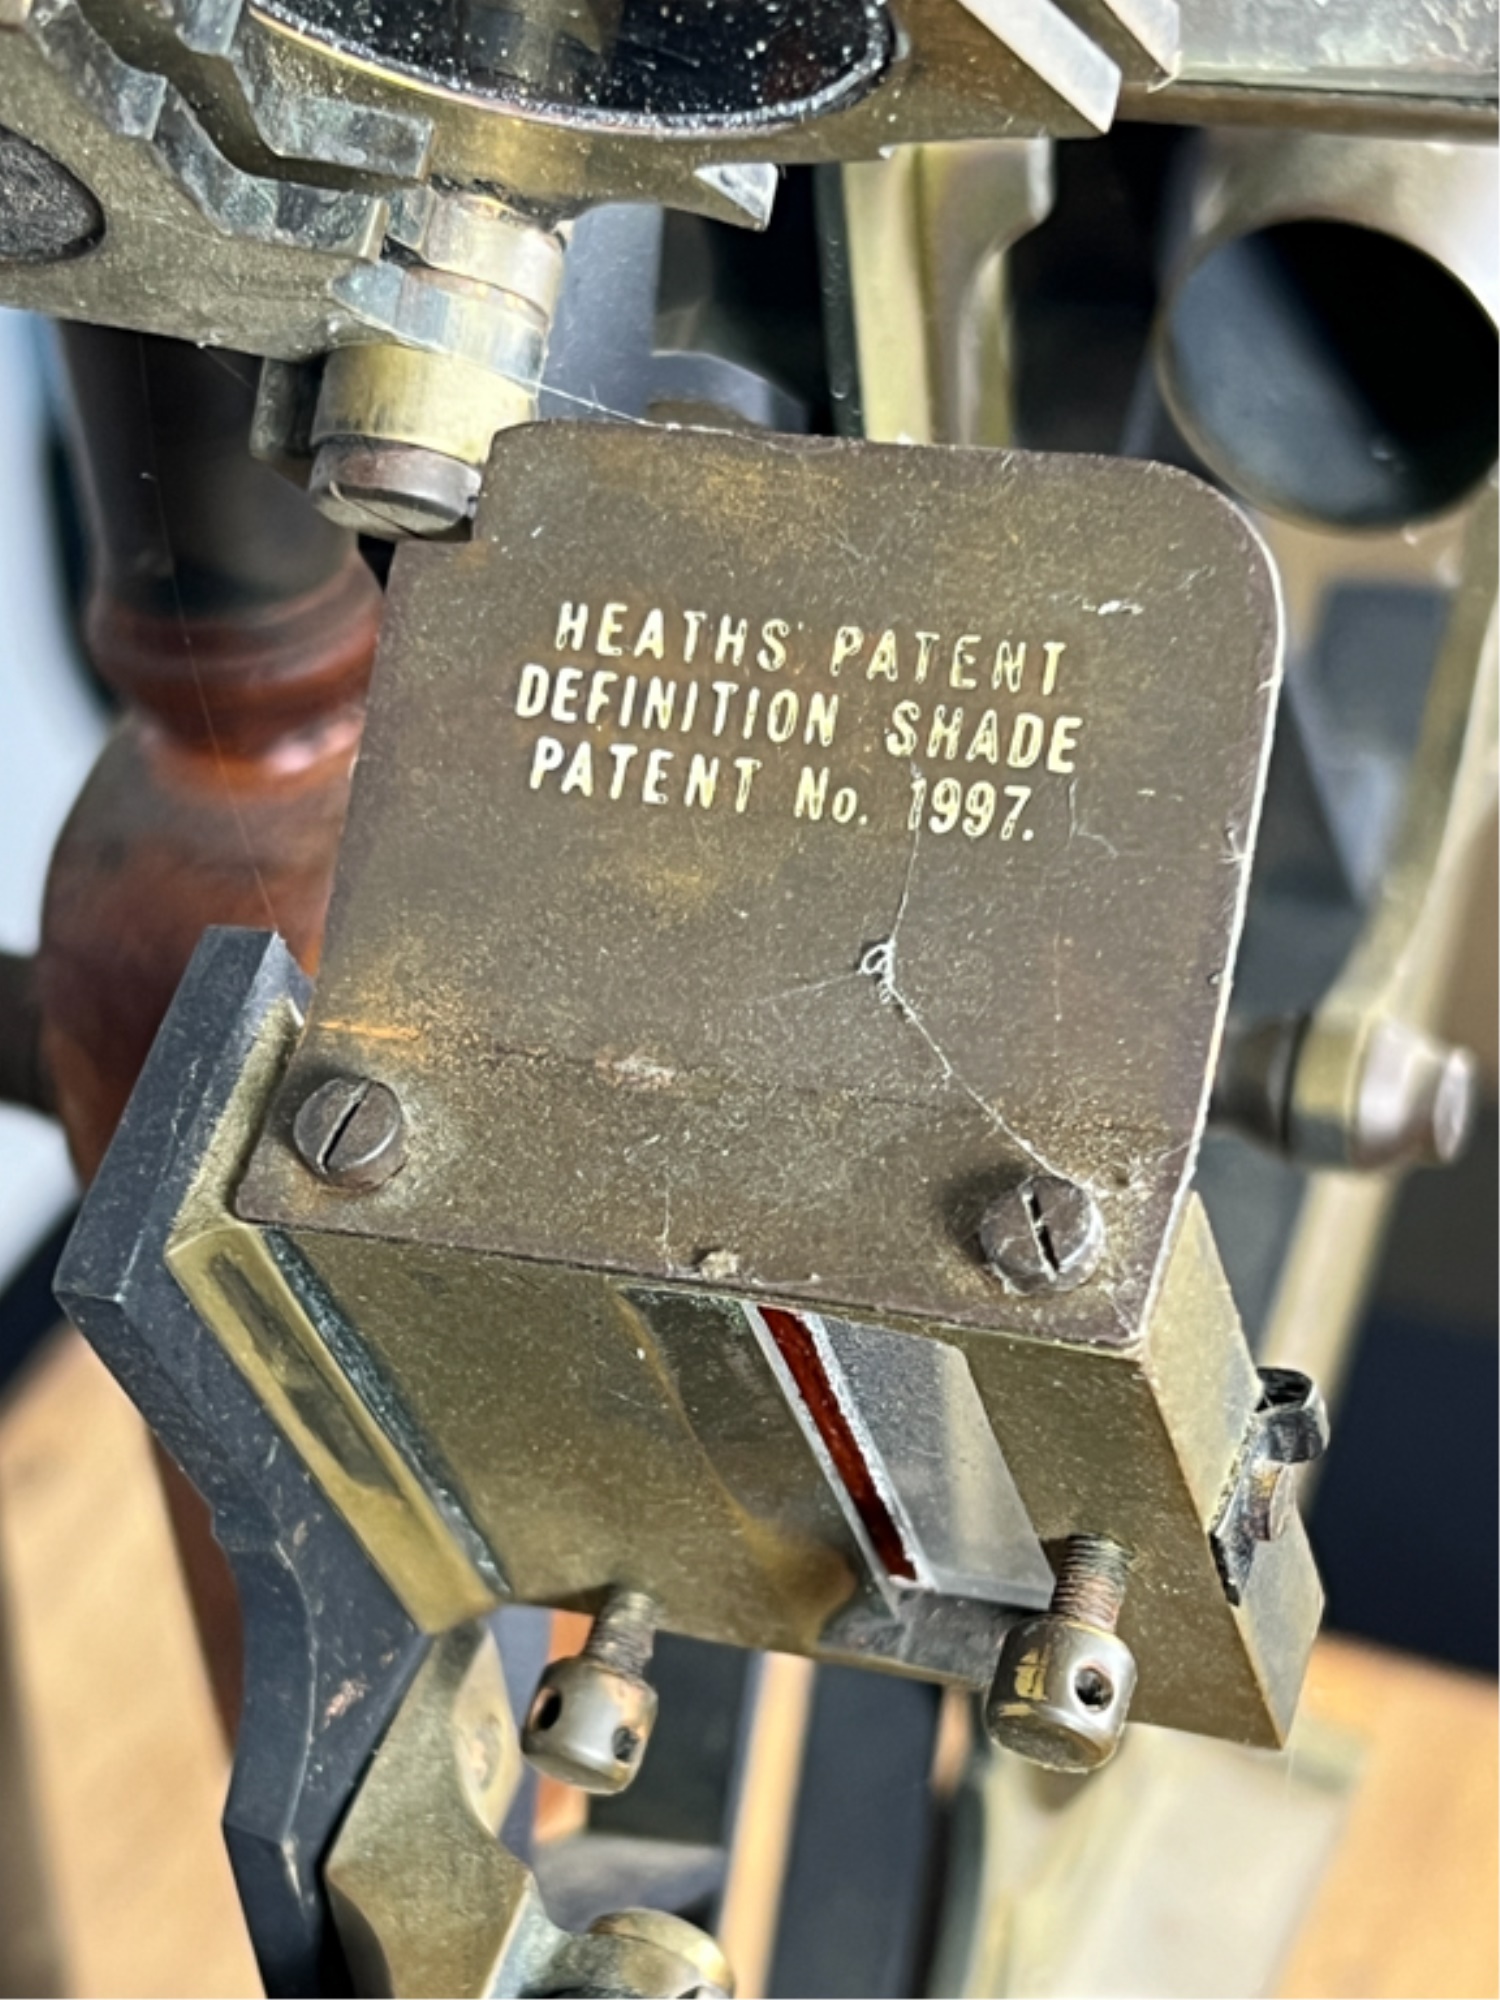 HEATHS' PATENT
DEFINITION SHADE
PATENT No. 1997.